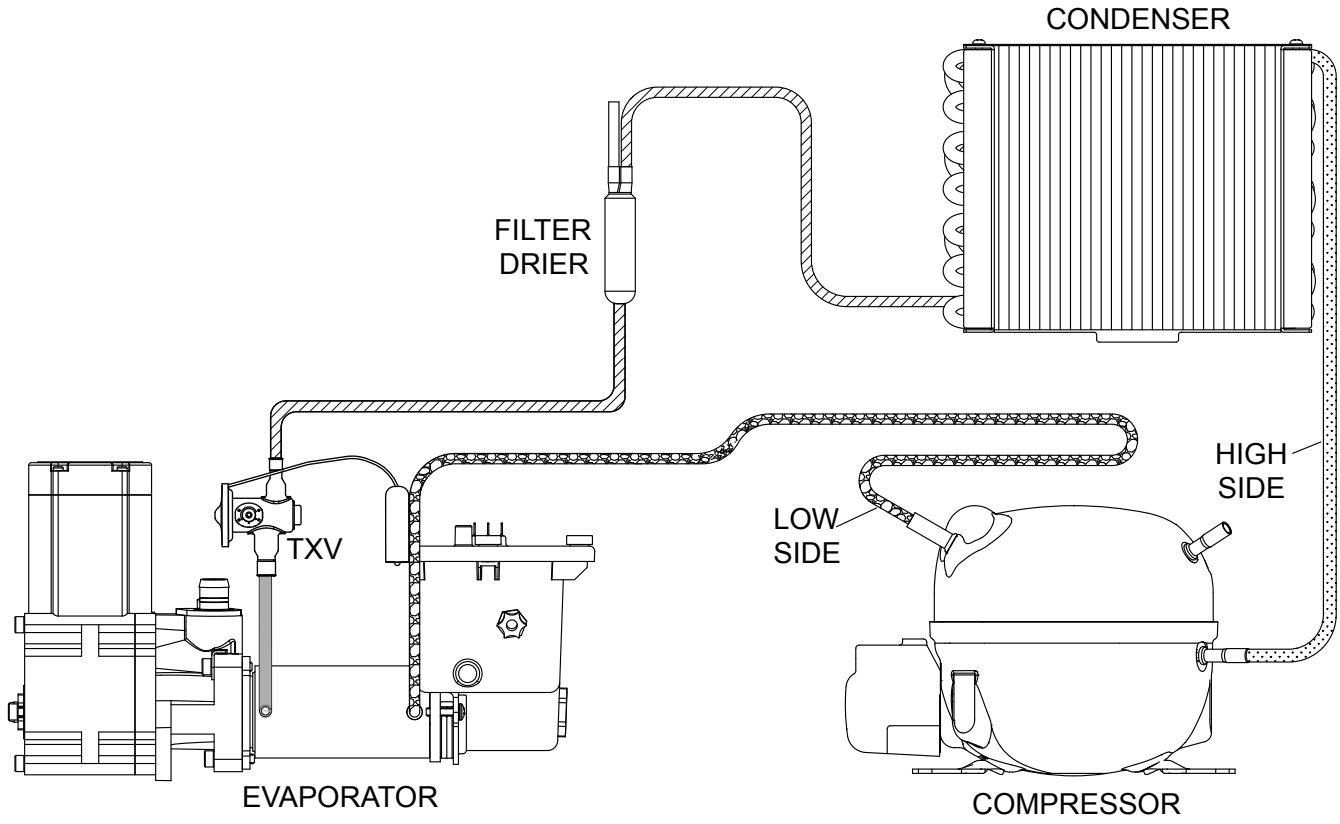 CONDENSER
FILTER
DRIER
HIGH
SIDE
LOW
SIDE
TXV
EVAPORATOR
COMPRESSOR